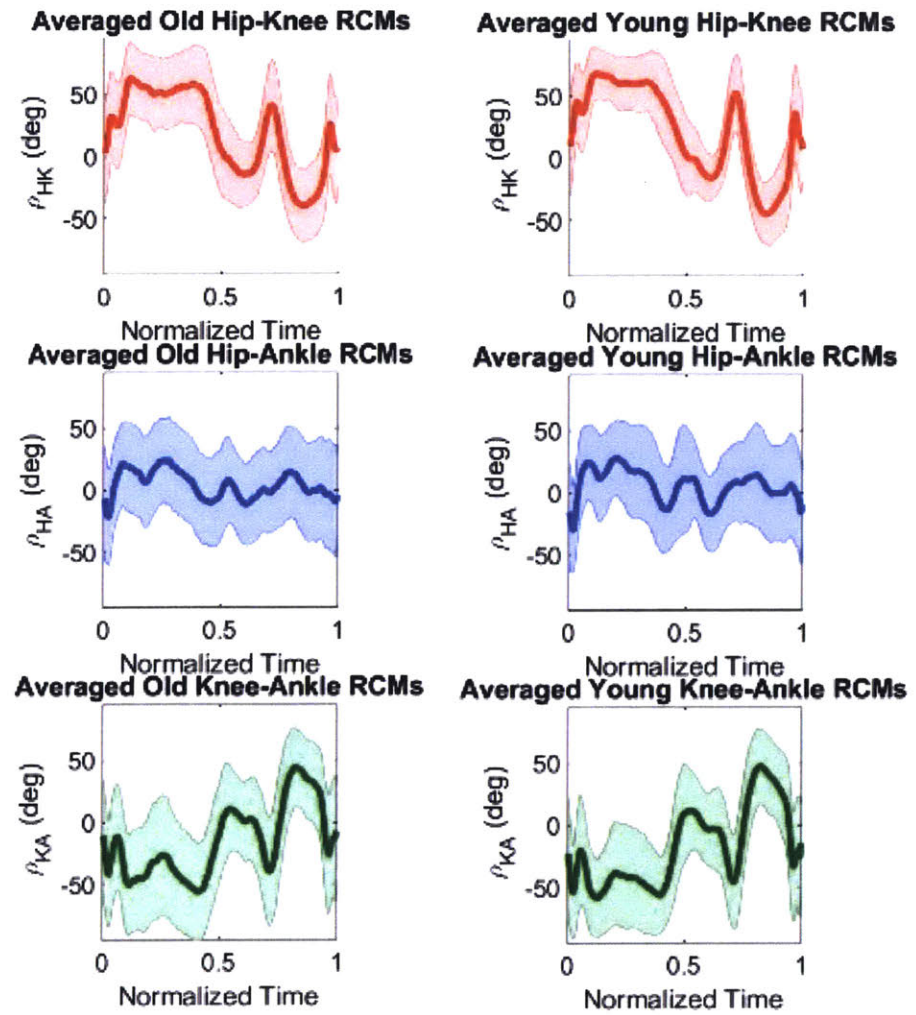 Averaged Old Hip-Knee RCMs
Averaged Young Hip-Knee RCMs
50
0
-50
ρHK (deg)
0
0.5
1
Normalized Time
50
0
-50
ρHK (deg)
0
0.5
1
Normalized Time
Averaged Old Hip-Ankle RCMs
Averaged Young Hip-Ankle RCMs
50
0
-50
ρHA (deg)
0
0.5
1
Normalized Time
50
0
-50
ρHA (deg)
0
0.5
1
Normalized Time
Averaged Old Knee-Ankle RCMs
Averaged Young Knee-Ankle RCMs
50
0
-50
ρKA (deg)
0
0.5
1
Normalized Time
50
0
-50
ρKA (deg)
0
0.5
1
Normalized Time